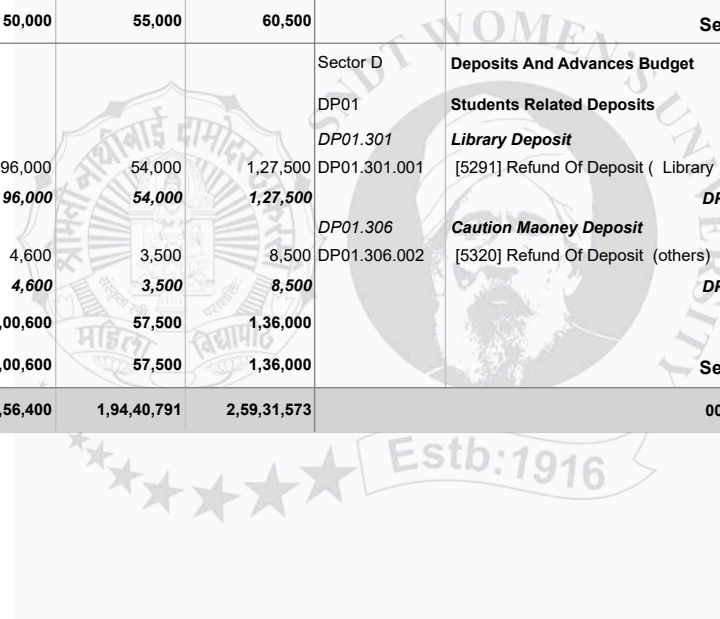 50,000 55,000 60,500 Se
Sector D Deposits And Advances Budget
DP01 Students Related Deposits
DP01.301 Library Deposit
96,000 54,000 1,27,500 DP01.301.001 [5291] Refund Of Deposit ( Library
96,000 54,000 1,27,500 DP
DP01.306 Caution Maoney Deposit
4,600 3,500 8,500 DP01.306.002 [5320] Refund Of Deposit (others)
4,600 3,500 8,500 DP
,00,600 57,500 1,36,000
,00,600 57,500 1,36,000 Se
,56,400 1,94,40,791 2,59,31,573 00
SNDT WOMEN'S UNIVERSITY
श्रीमती नाथीबाई दामोदर
महिला विद्यापीठ
Estb:1916